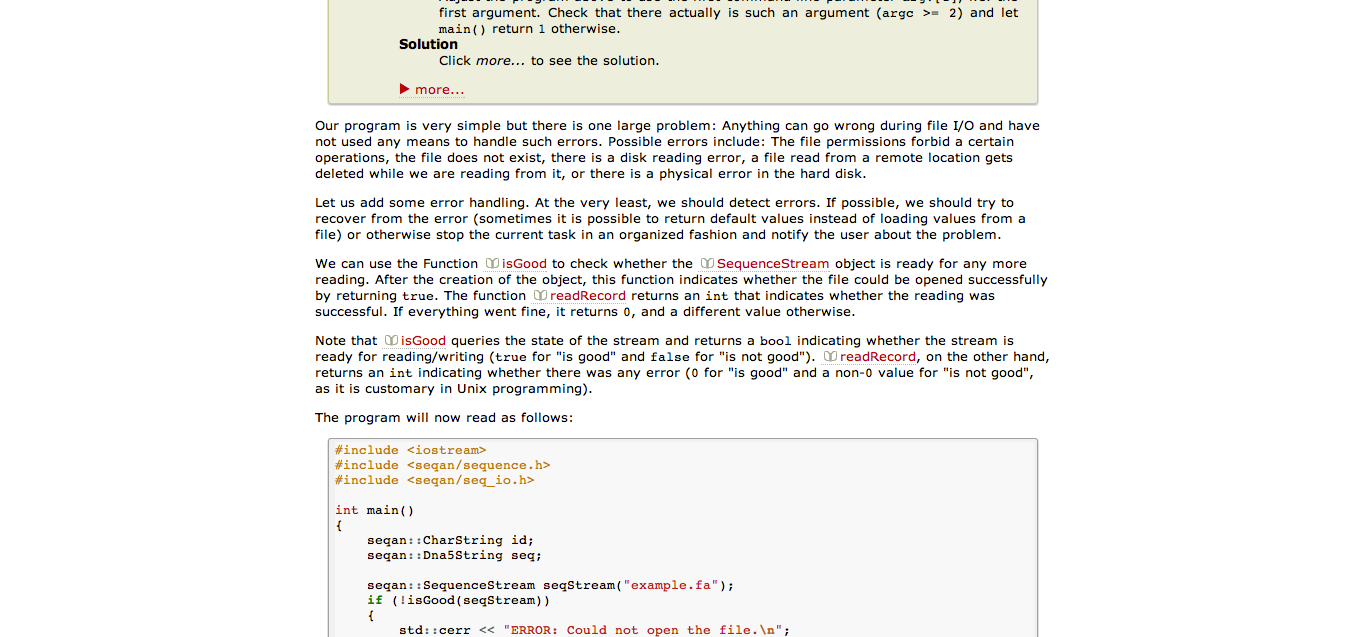 first argument. Check that there actually is such an argument (argc >= 2) and let
main() return 1 otherwise.
Solution
Click more... to see the solution.
▶ more...
Our program is very simple but there is one large problem: Anything can go wrong during file I/O and have
not used any means to handle such errors. Possible errors include: The file permissions forbid a certain
operations, the file does not exist, there is a disk reading error, a file read from a remote location gets
deleted while we are reading from it, or there is a physical error in the hard disk.
Let us add some error handling. At the very least, we should detect errors. If possible, we should try to
recover from the error (sometimes it is possible to return default values instead of loading values from a
file) or otherwise stop the current task in an organized fashion and notify the user about the problem.
We can use the Function isGood to check whether the SequenceStream object is ready for any more
reading. After the creation of the object, this function indicates whether the file could be opened successfully
by returning true. The function readRecord returns an int that indicates whether the reading was
successful. If everything went fine, it returns 0, and a different value otherwise.
Note that isGood queries the state of the stream and returns a bool indicating whether the stream is
ready for reading/writing (true for "is good" and false for "is not good"). readRecord, on the other hand,
returns an int indicating whether there was any error (0 for "is good" and a non-0 value for "is not good",
as it is customary in Unix programming).
The program will now read as follows:
#include <iostream>
#include <seqan/sequence.h>
#include <seqan/seq_io.h>
int main()
{
seqan::CharString id;
seqan::Dna5String seq;
seqan::SequenceStream seqStream("example.fa");
if (!isGood(seqStream))
{
std::cerr << "ERROR: Could not open the file.\n";